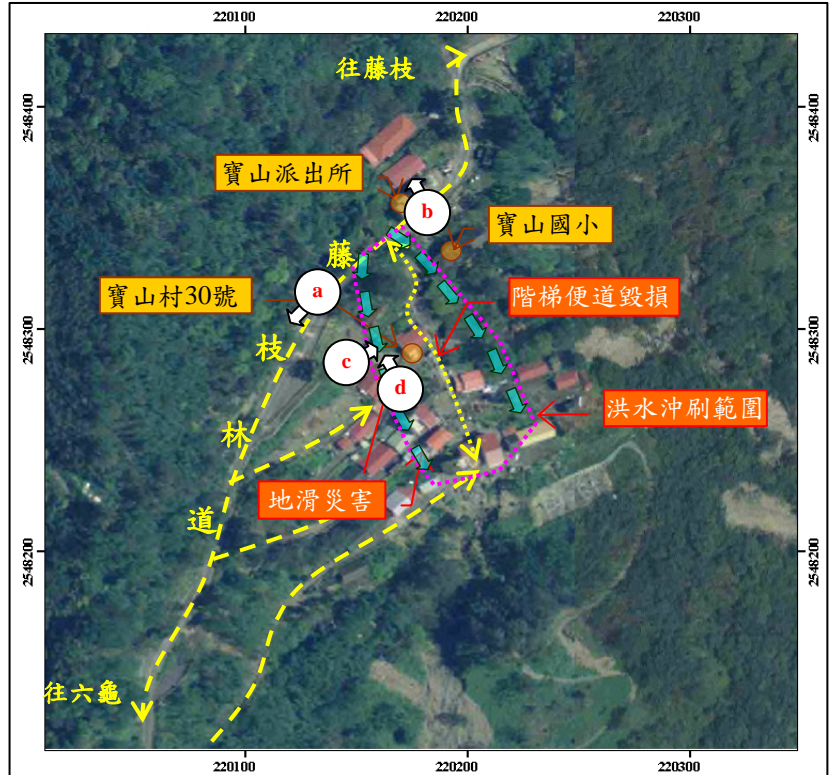 220100
220200
220300
2548400
2548400
往藤枝
寶山派出所
b
寶山國小
藤
a
寶山村30號
階梯便道毀損
2548300
2548300
枝
c
d
洪水沖刷範圍
林
地滑災害
道
2548200
2548200
往六龜
220100
220200
220300